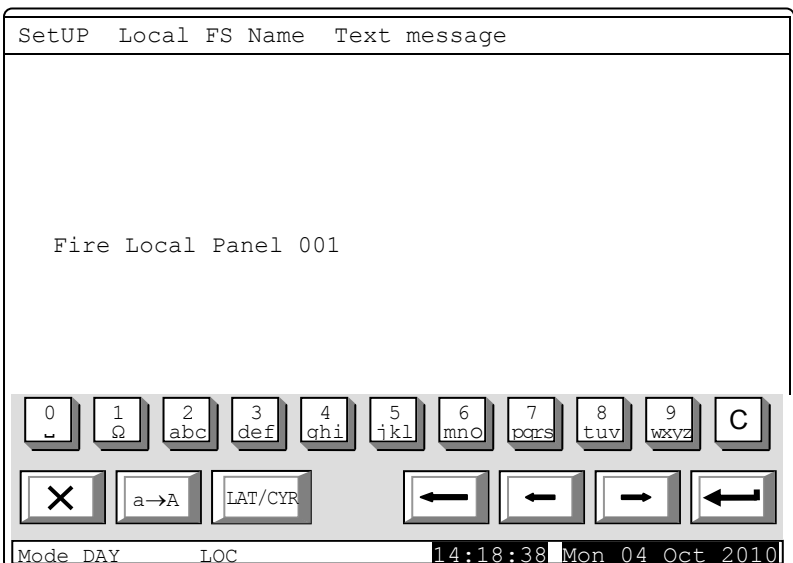 SetUP Local FS Name Text message
Fire Local Panel 001
0 1 2 3 4 5 6 7 8 9 C
␣ Ω abc def ghi jkl mno pqrs tuv wxyz
a→A LAT/CYR
Mode DAY LOC 14:18:38 Mon 04 Oct 2010